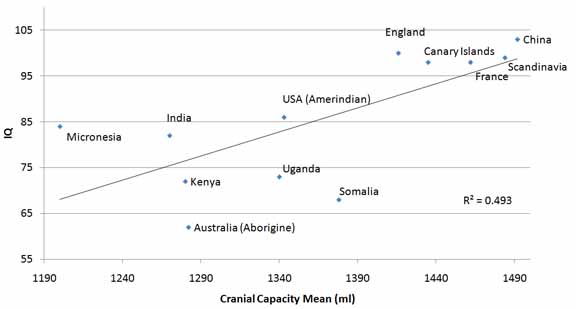 105
95
85
75
65
55
IQ
England
China
Canary Islands
Scandinavia
France
USA (Amerindian)
India
Micronesia
Uganda
Kenya
Somalia
R² = 0.493
Australia (Aborigine)
1190
1240
1290
1340
1390
1440
1490
Cranial Capacity Mean (ml)